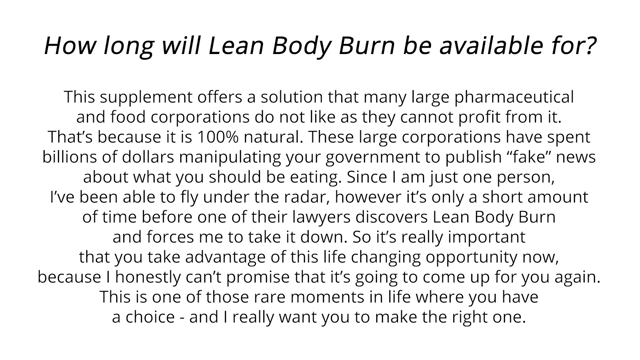 How long will Lean Body Burn be available for?
This supplement offers a solution that many large pharmaceutical
and food corporations do not like as they cannot profit from it.
That’s because it is 100% natural. These large corporations have spent
billions of dollars manipulating your government to publish “fake” news
about what you should be eating. Since I am just one person,
I’ve been able to fly under the radar, however it’s only a short amount
of time before one of their lawyers discovers Lean Body Burn
and forces me to take it down. So it’s really important
that you take advantage of this life changing opportunity now,
because I honestly can’t promise that it’s going to come up for you again.
This is one of those rare moments in life where you have
a choice - and I really want you to make the right one.